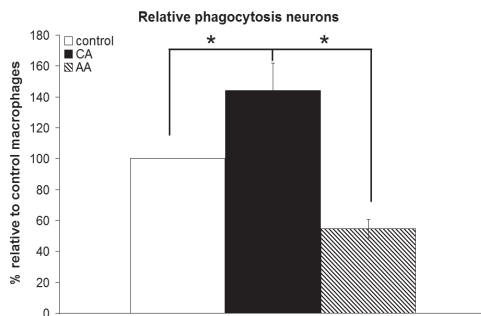 Relative phagocytosis neurons
% relative to control macrophages
180
160
140
120
100
80
60
40
20
0
control
CA
AA
* *